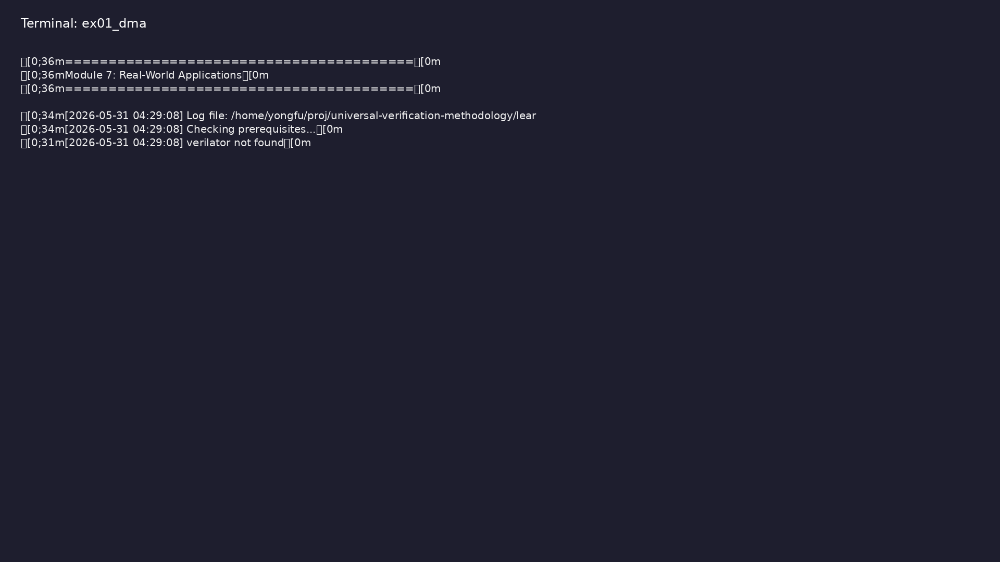 Terminal: ex01_dma
▯[0;36m========================================▯[0m
▯[0;36mModule 7: Real-World Applications▯[0m
▯[0;36m========================================▯[0m
▯[0;34m[2026-05-31 04:29:08] Log file: /home/yongfu/proj/universal-verification-methodology/lear
▯[0;34m[2026-05-31 04:29:08] Checking prerequisites...▯[0m
▯[0;31m[2026-05-31 04:29:08] verilator not found▯[0m